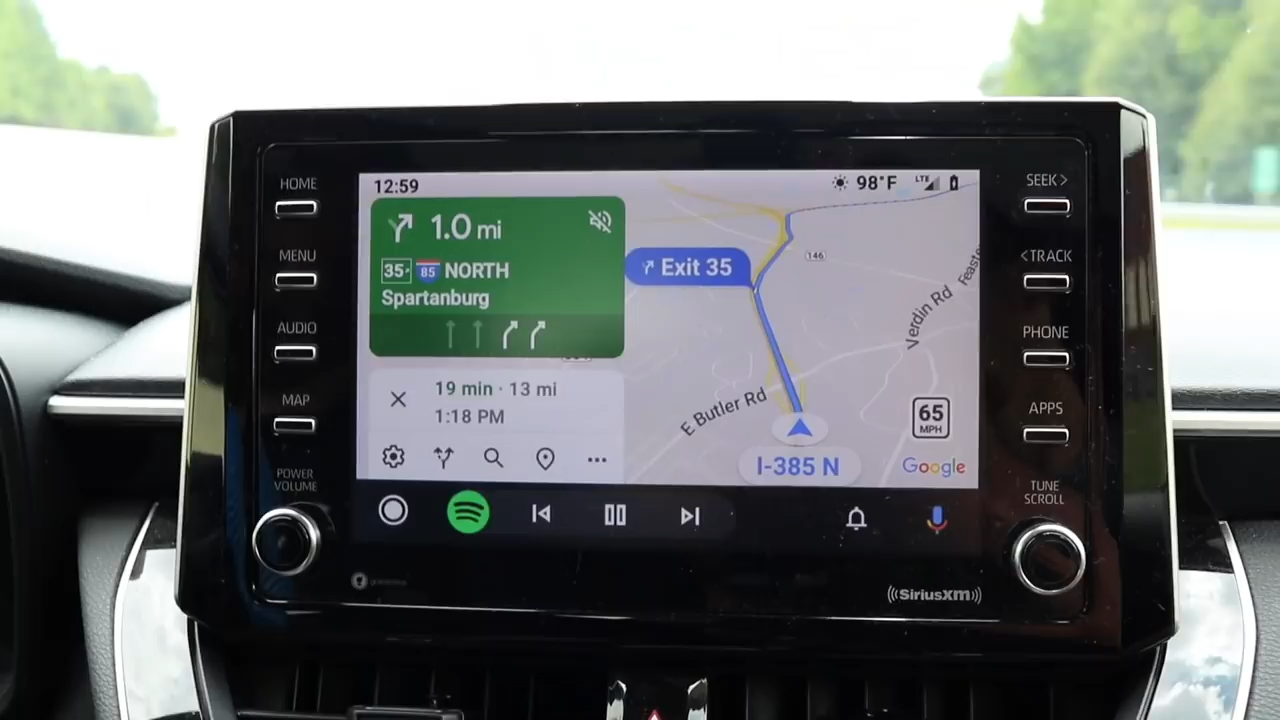 HOME
MENU
AUDIO
MAP
POWER
VOLUME
12:59
98°F
LTE
1.0 mi
35 85 NORTH
Spartanburg
Exit 35
146
Verdin Rd
E Butler Rd
19 min · 13 mi
1:18 PM
65
MPH
I-385 N
Google
SEEK>
<TRACK
PHONE
APPS
TUNE
SCROLL
((SiriusXM))